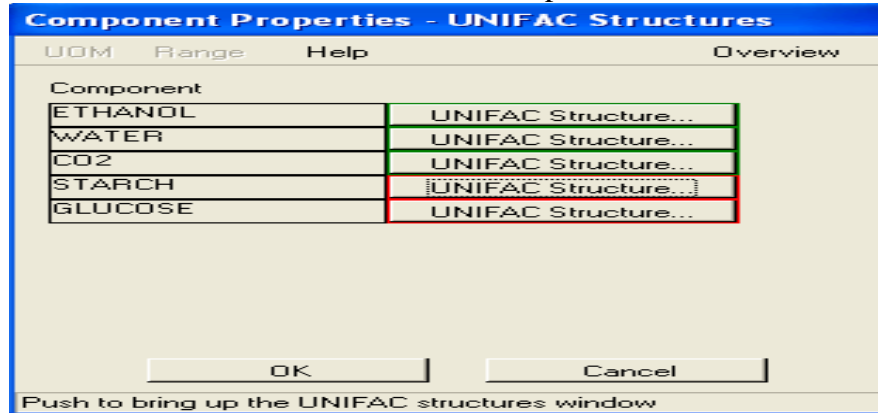 Component Properties - UNIFAC Structures
UOM Range Help Overview
Component
ETHANOL UNIFAC Structure...
WATER UNIFAC Structure...
CO2 UNIFAC Structure...
STARCH UNIFAC Structure...
GLUCOSE UNIFAC Structure...
OK Cancel
Push to bring up the UNIFAC structures window